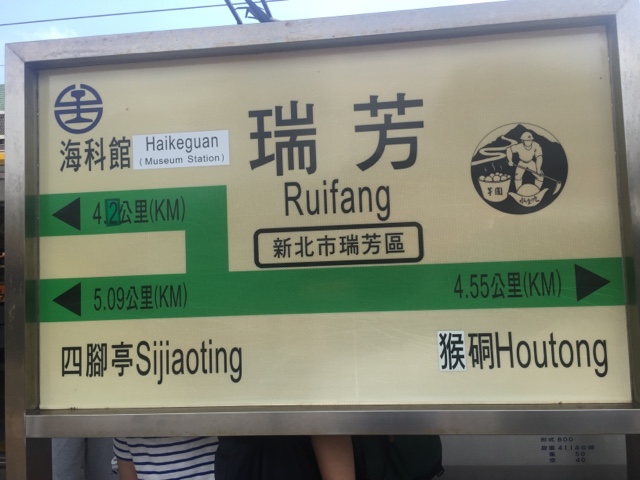 海科館
Haikeguan
(Museum Station)
瑞芳
Ruifang
新北市瑞芳區
4.2公里(KM)
5.09公里(KM)
4.55公里(KM)
四腳亭Sijiaoting
猴硐Houtong